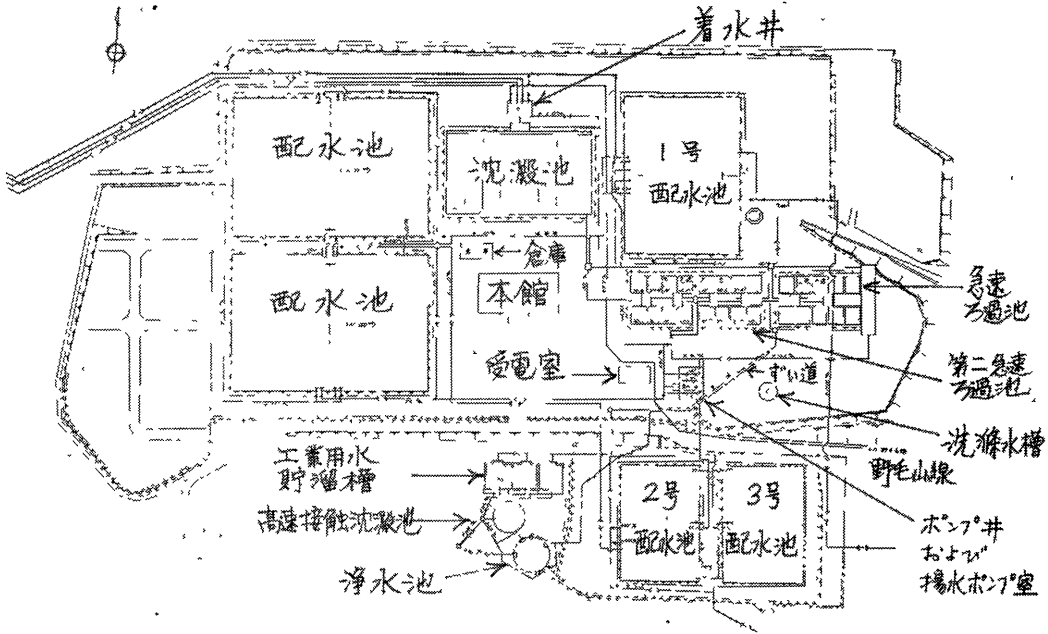 着水井
配水池
沈澱池
1号
配水池
倉庫
本館
配水池
急速
ろ過池
受電室
ずい道
第二急速
ろ過池
洗滌水槽
野毛山線
工業用水
貯溜槽
2号
配水池
3号
配水池
高速接触沈澱池
ポンプ井
および
揚水ポンプ室
浄水池